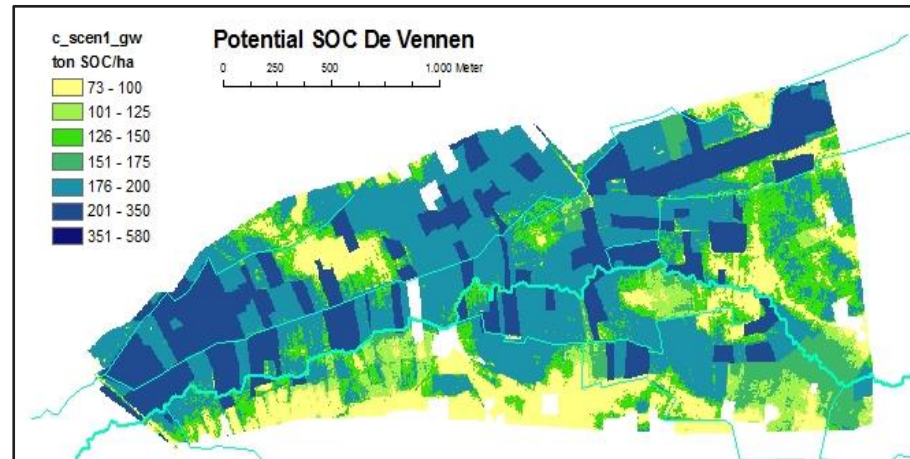 c_scen1_gw
ton SOC/ha
73 - 100
101 - 125
126 - 150
151 - 175
176 - 200
201 - 350
351 - 580
Potential SOC De Vennen
0 250 500 1.000 Meter